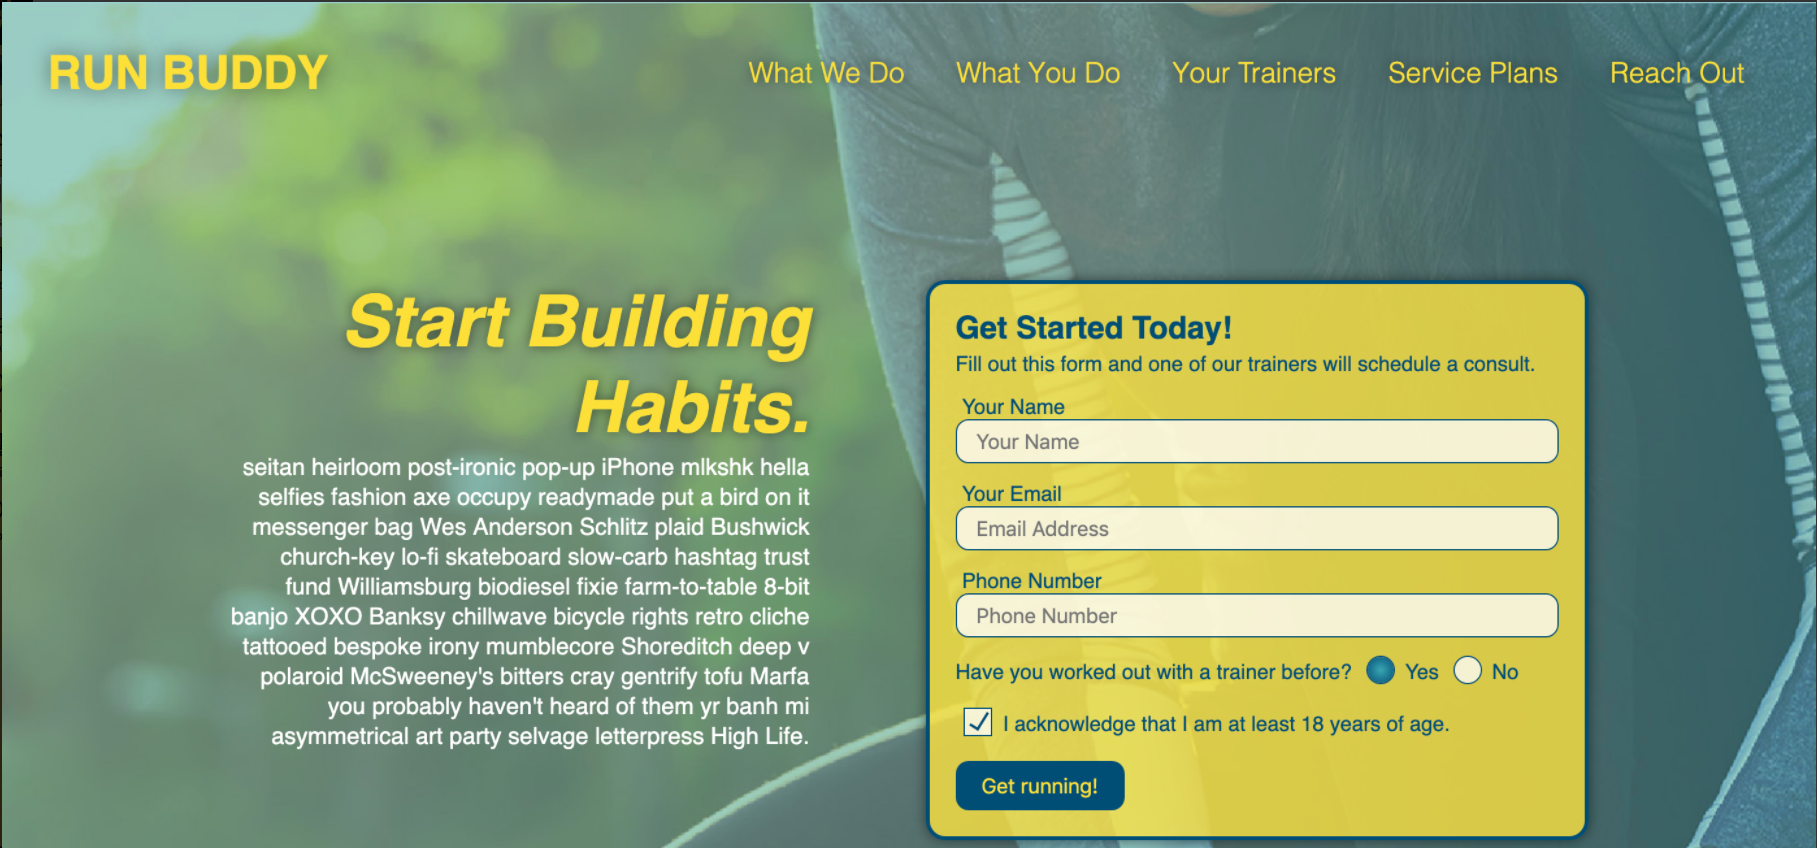 RUN BUDDY
What We Do
What You Do
Your Trainers
Service Plans
Reach Out
Start Building
Habits.
seitan heirloom post-ironic pop-up iPhone mlkshk hella
selfies fashion axe occupy readymade put a bird on it
messenger bag Wes Anderson Schlitz plaid Bushwick
church-key lo-fi skateboard slow-carb hashtag trust
fund Williamsburg biodiesel fixie farm-to-table 8-bit
banjo XOXO Banksy chillwave bicycle rights retro cliche
tattooed bespoke irony mumblecore Shoreditch deep v
polaroid McSweeney's bitters cray gentrify tofu Marfa
you probably haven't heard of them yr banh mi
asymmetrical art party selvage letterpress High Life.
Get Started Today!
Fill out this form and one of our trainers will schedule a consult.
Your Name
Your Name
Your Email
Email Address
Phone Number
Phone Number
Have you worked out with a trainer before? Yes No
I acknowledge that I am at least 18 years of age.
Get running!